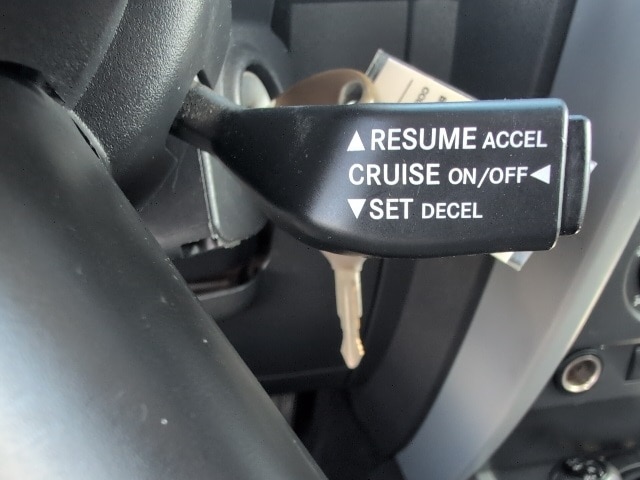 ▲RESUME ACCEL
CRUISE ON/OFF◄
▼SET DECEL